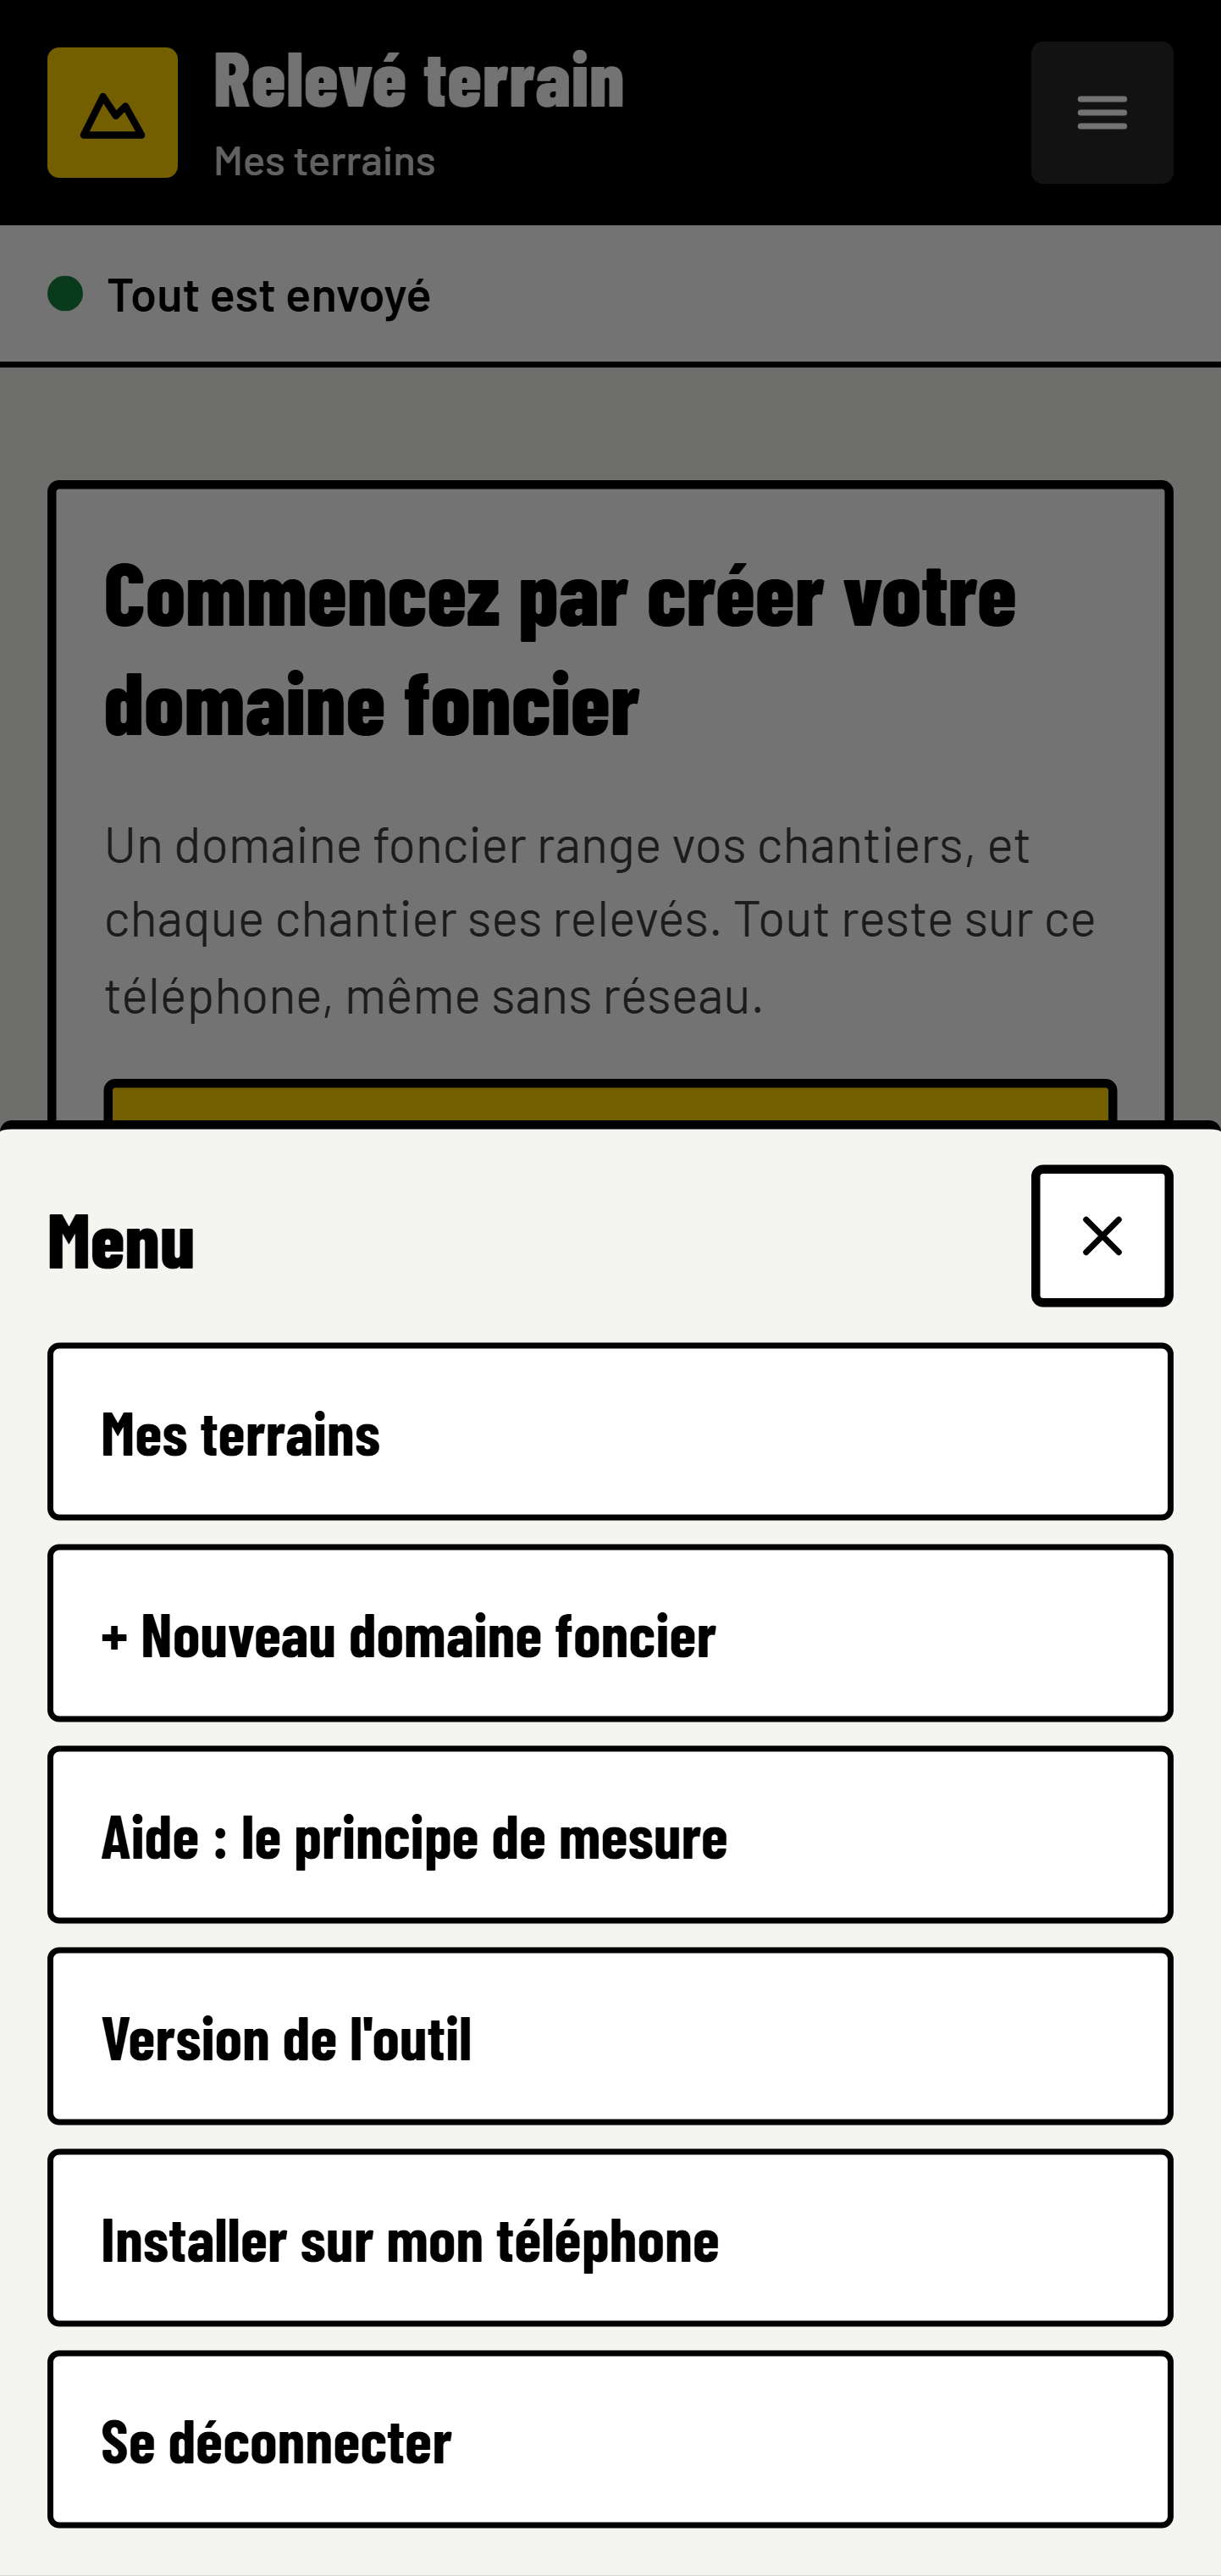 Relevé terrain
Mes terrains
Tout est envoyé
Commencez par créer votre
domaine foncier
Un domaine foncier range vos chantiers, et
chaque chantier ses relevés. Tout reste sur ce
téléphone, même sans réseau.
Menu
Mes terrains
+ Nouveau domaine foncier
Aide : le principe de mesure
Version de l'outil
Installer sur mon téléphone
Se déconnecter